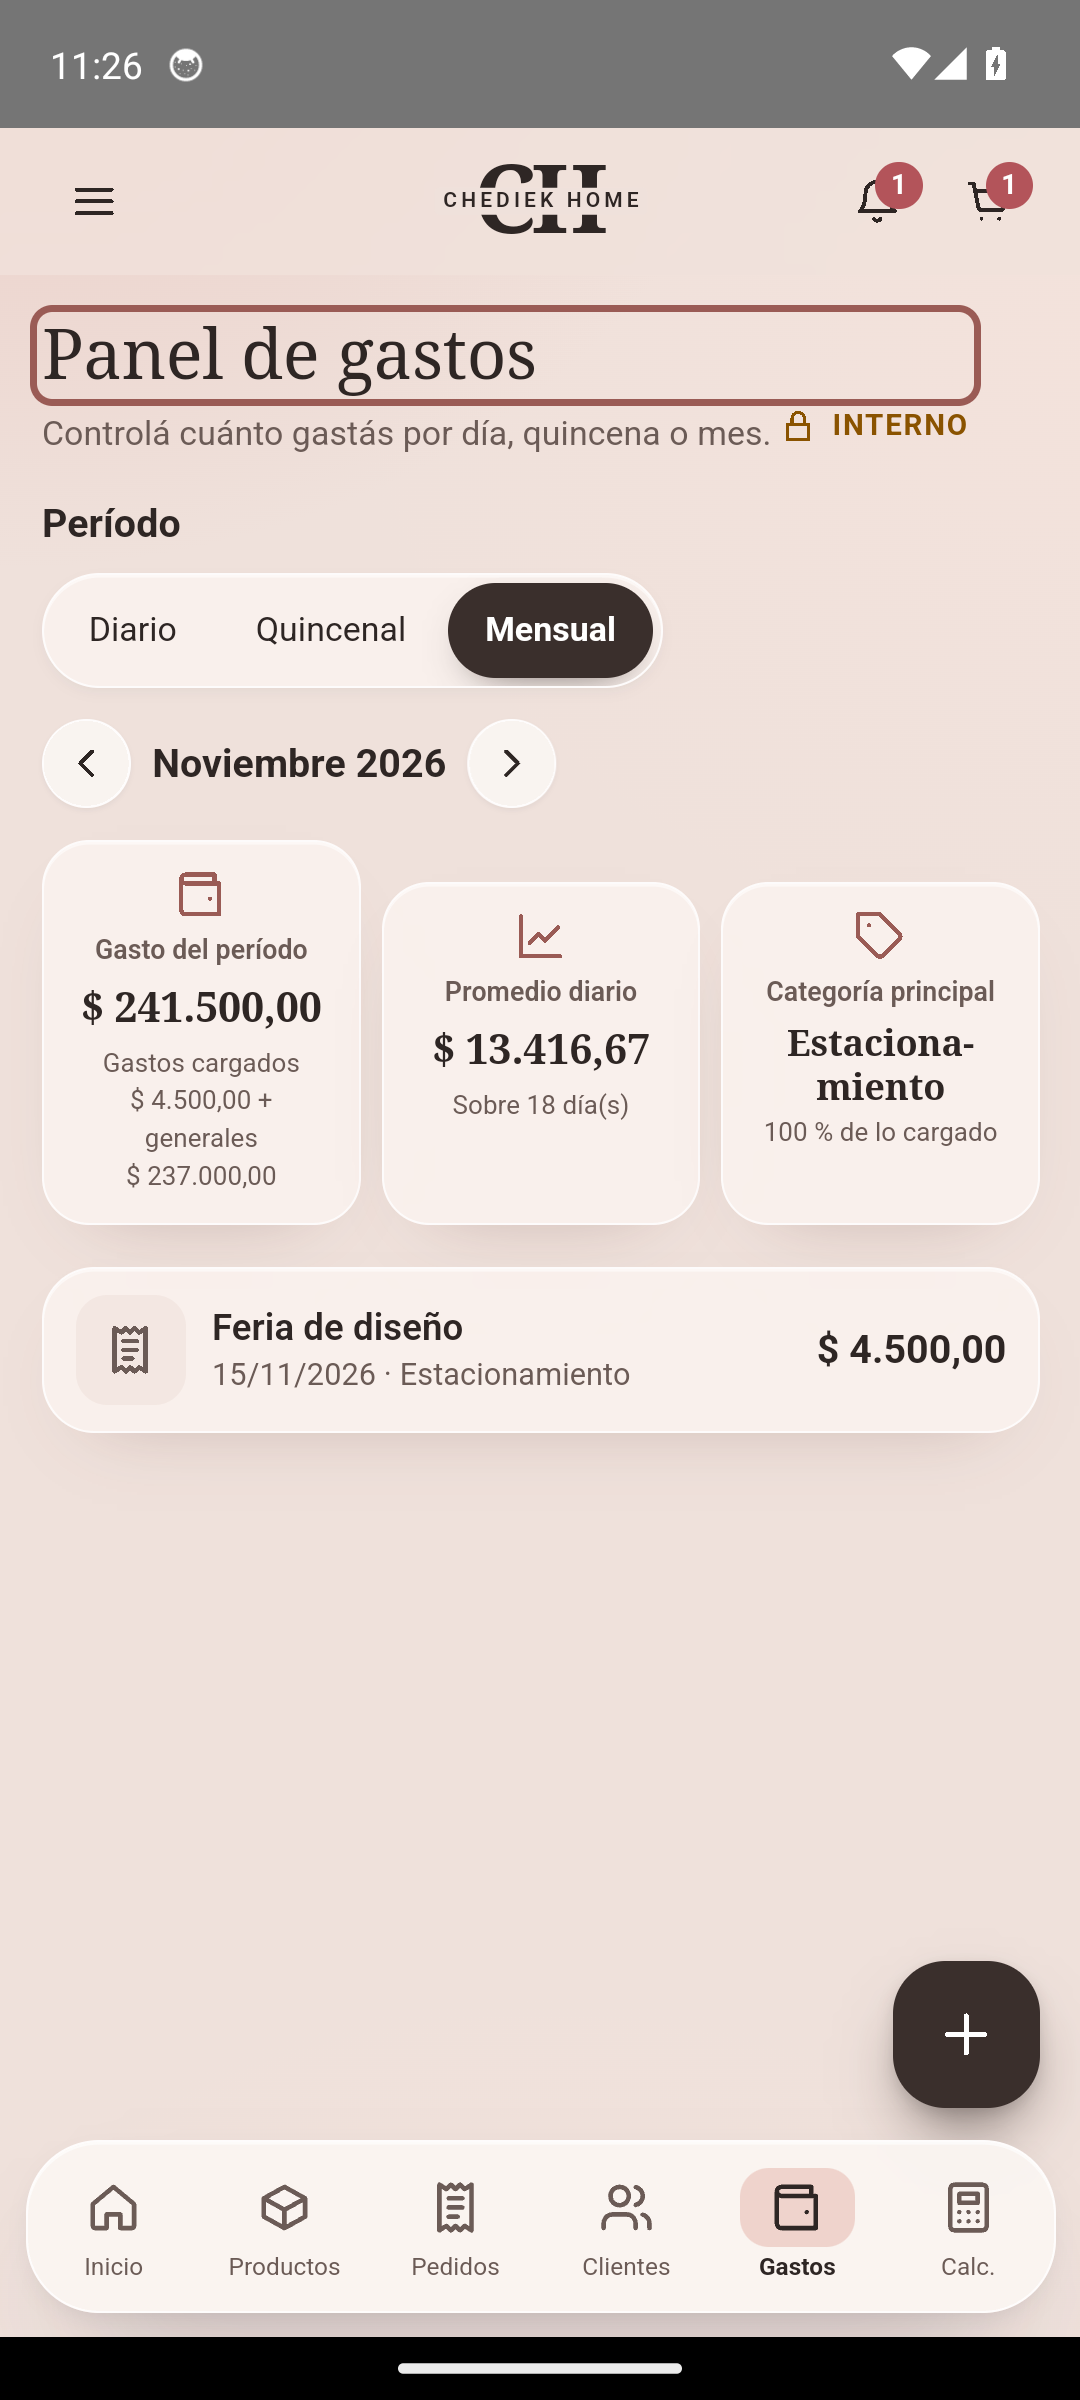 11:26
CH
CHEDIEK HOME
1
1
Panel de gastos
Controlá cuánto gastás por día, quincena o mes.
INTERNO
Período
Diario
Quincenal
Mensual
Noviembre 2026
Gasto del período
$ 241.500,00
Gastos cargados
$ 4.500,00 +
generales
$ 237.000,00
Promedio diario
$ 13.416,67
Sobre 18 día(s)
Categoría principal
Estaciona-
miento
100 % de lo cargado
Feria de diseño
15/11/2026 · Estacionamiento
$ 4.500,00
Inicio
Productos
Pedidos
Clientes
Gastos
Calc.